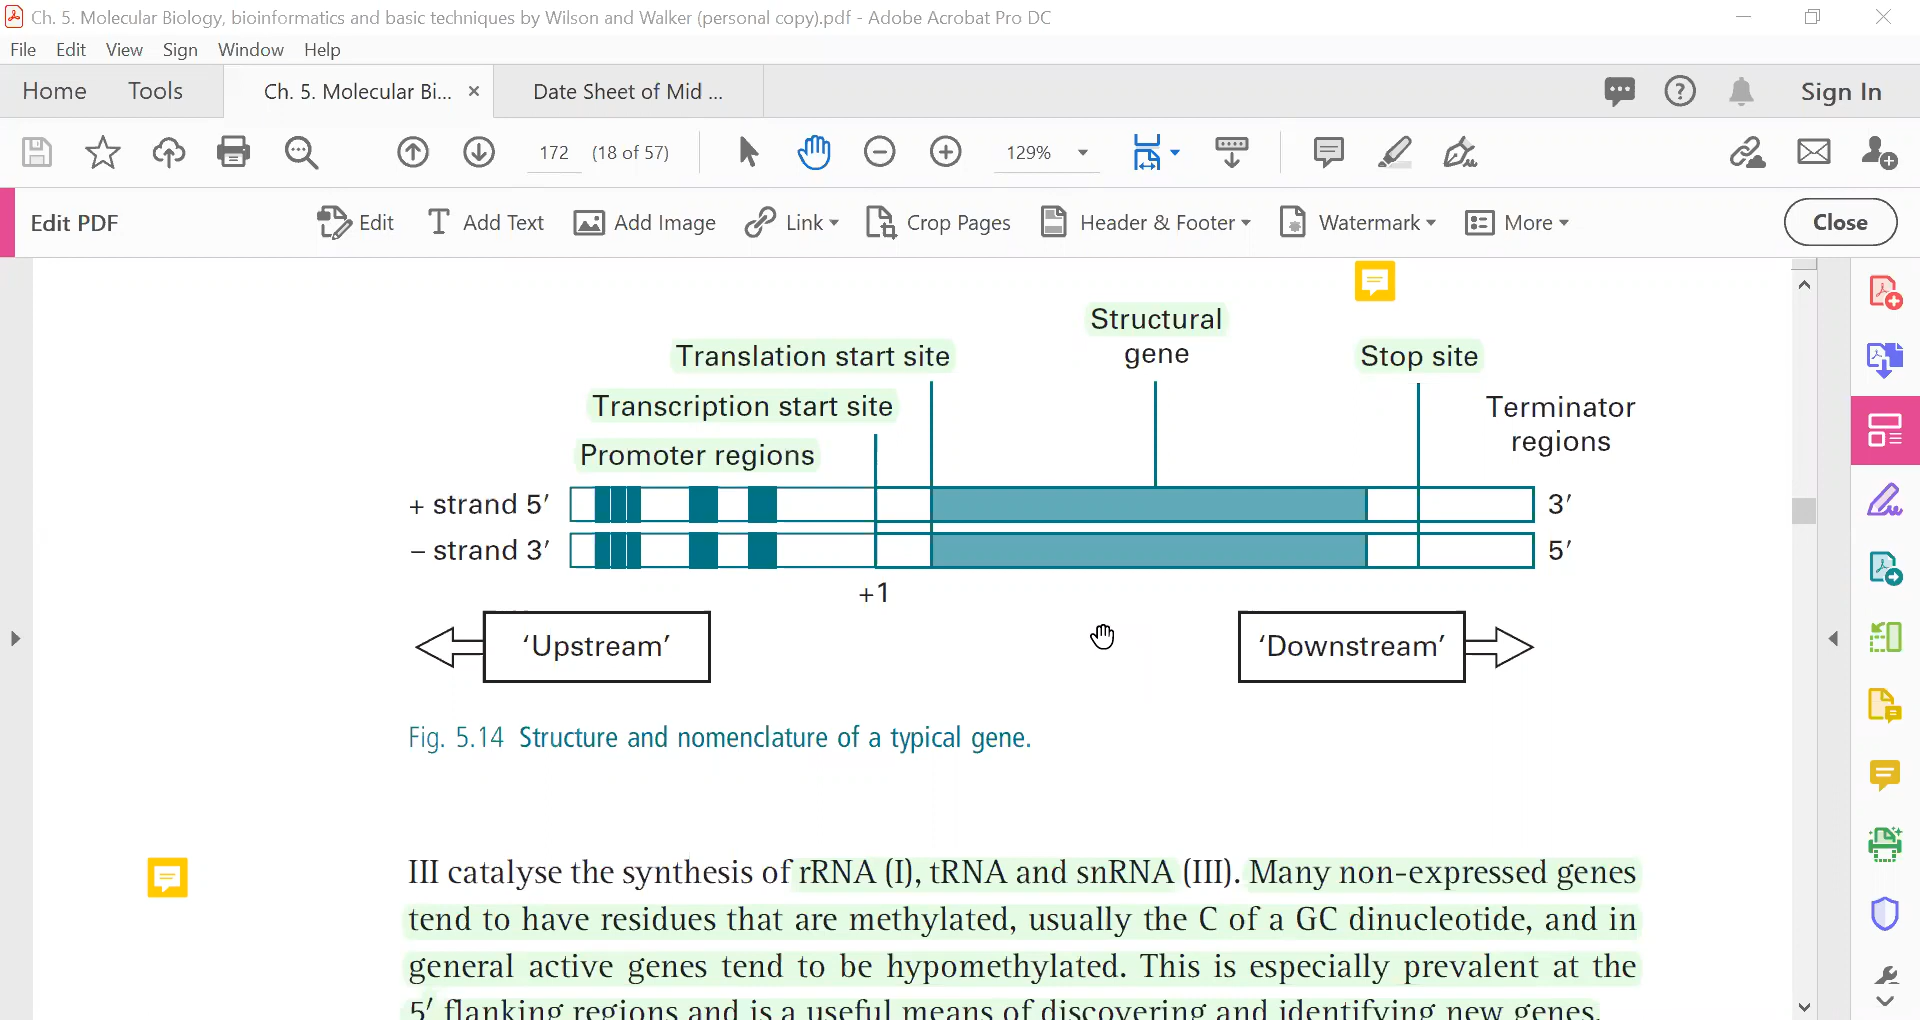 Ch. 5. Molecular Biology, bioinformatics and basic techniques by Wilson and Walker (personal copy).pdf - Adobe Acrobat Pro DC
File Edit View Sign Window Help
Home Tools Ch. 5. Molecular Bi... × Date Sheet of Mid ... Sign In
172 (18 of 57) 129%
Edit PDF Edit Add Text Add Image Link Crop Pages Header & Footer Watermark More Close
Structural
gene
Translation start site
Stop site
Transcription start site
Terminator
regions
Promoter regions
+ strand 5′ 3′
− strand 3′ 5′
+1
‘Upstream’ ‘Downstream’
Fig. 5.14 Structure and nomenclature of a typical gene.
III catalyse the synthesis of rRNA (I), tRNA and snRNA (III). Many non-expressed genes
tend to have residues that are methylated, usually the C of a GC dinucleotide, and in
general active genes tend to be hypomethylated. This is especially prevalent at the
5′ flanking regions and is a useful means of discovering and identifying new genes.